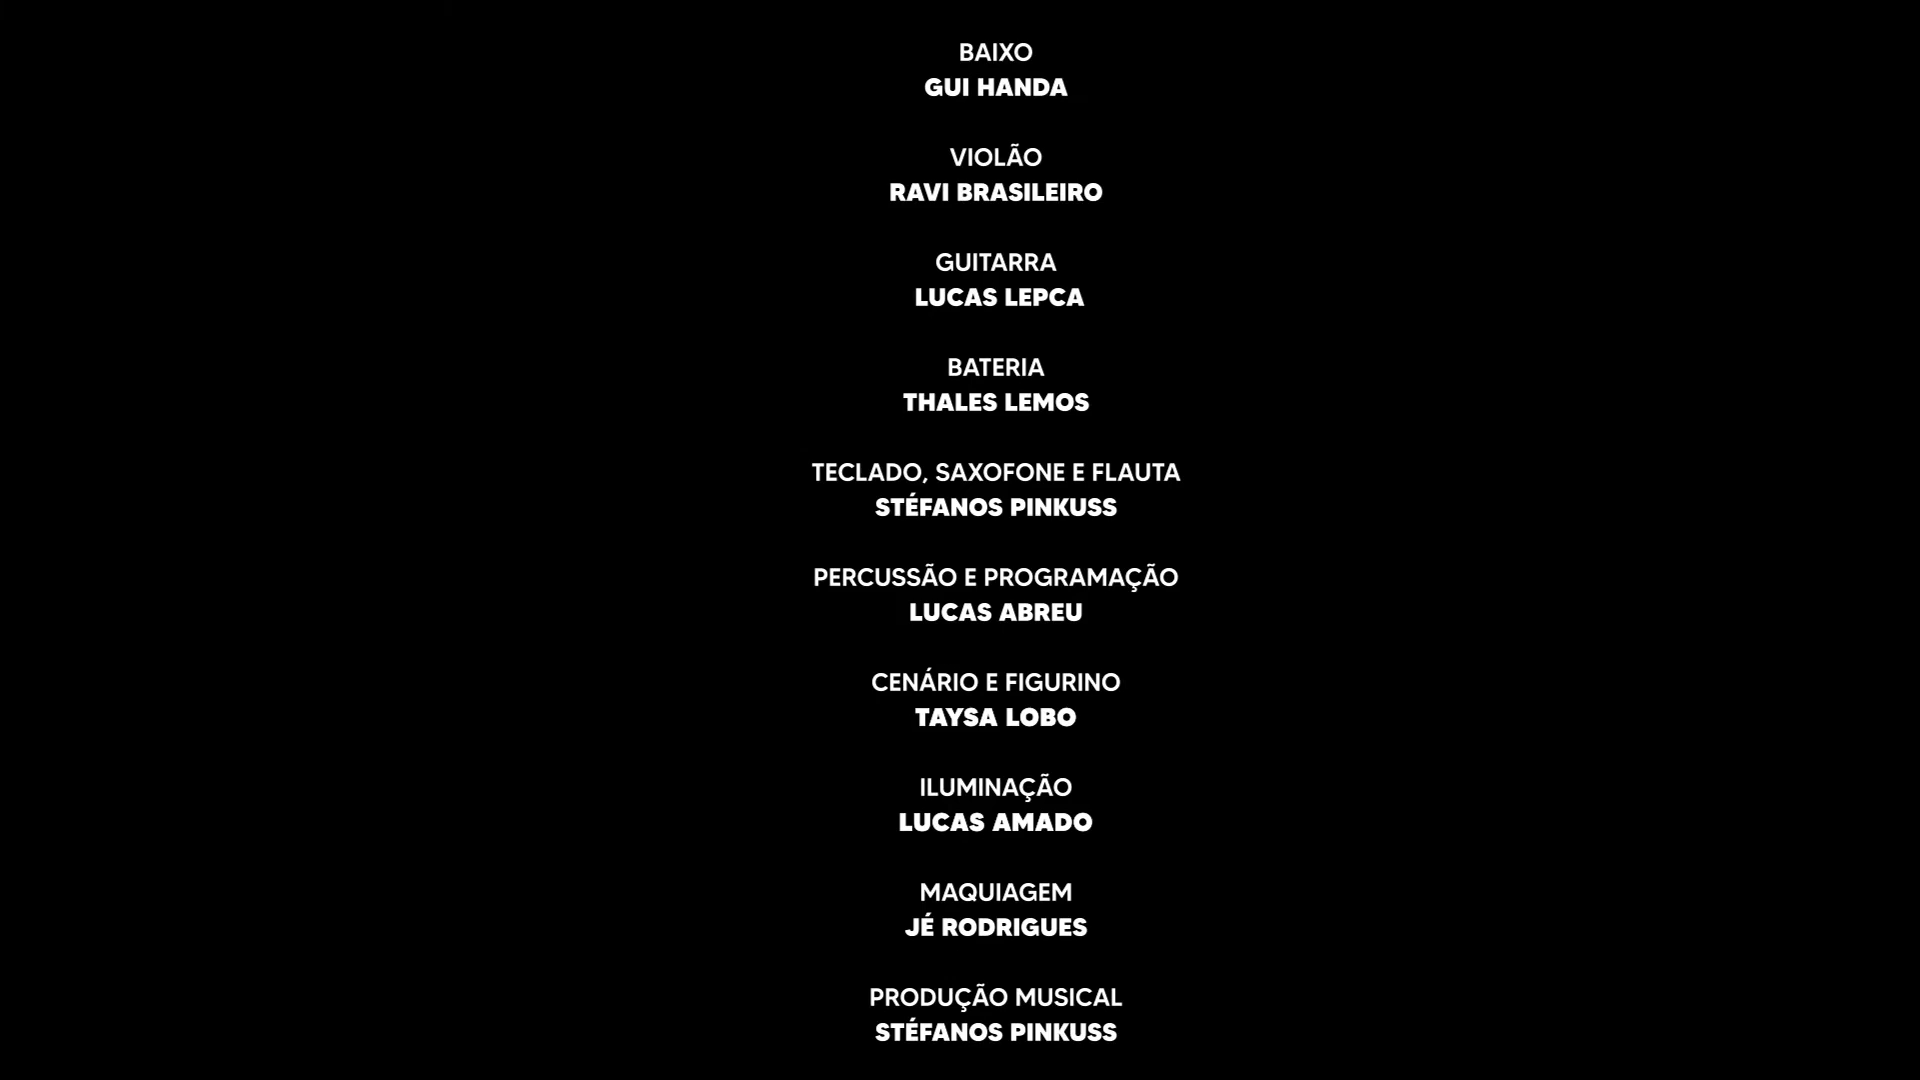 BAIXO
GUI HANDA
VIOLÃO
RAVI BRASILEIRO
GUITARRA
LUCAS LEPCA
BATERIA
THALES LEMOS
TECLADO, SAXOFONE E FLAUTA
STÉFANOS PINKUSS
PERCUSSÃO E PROGRAMAÇÃO
LUCAS ABREU
CENÁRIO E FIGURINO
TAYSA LOBO
ILUMINAÇÃO
LUCAS AMADO
MAQUIAGEM
JÉ RODRIGUES
PRODUÇÃO MUSICAL
STÉFANOS PINKUSS